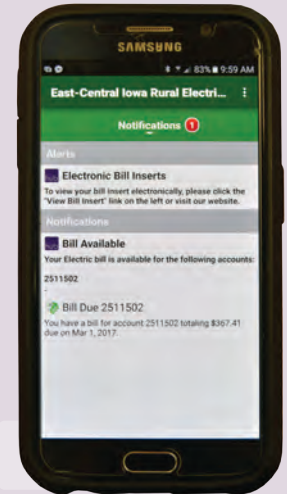 SAMSUNG
83% 9:59 AM
East-Central Iowa Rural Electri...
Notifications 1
Alerts
Electronic Bill Inserts
To view your bill insert electronically, please click the
"View Bill Insert" link on the left or visit our website.
Notifications
Bill Available
Your Electric bill is available for the following accounts:
2511502
-
Bill Due 2511502
You have a bill for account 2511502 totaling $367.41
due on Mar 1, 2017.